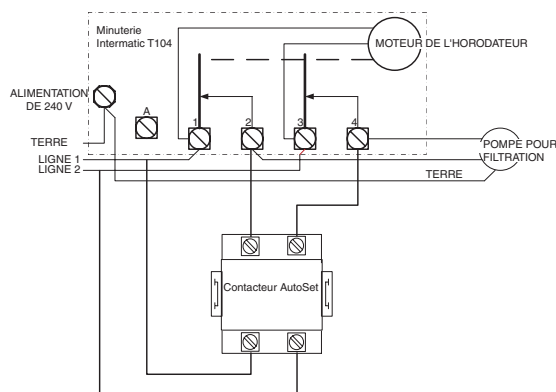 Minuterie
Intermatic T104
MOTEUR DE L'HORODATEUR
ALIMENTATION
DE 240 V
A
1
2
3
4
TERRE
LIGNE 1
LIGNE 2
POMPE POUR
FILTRATION
TERRE
Contacteur AutoSet